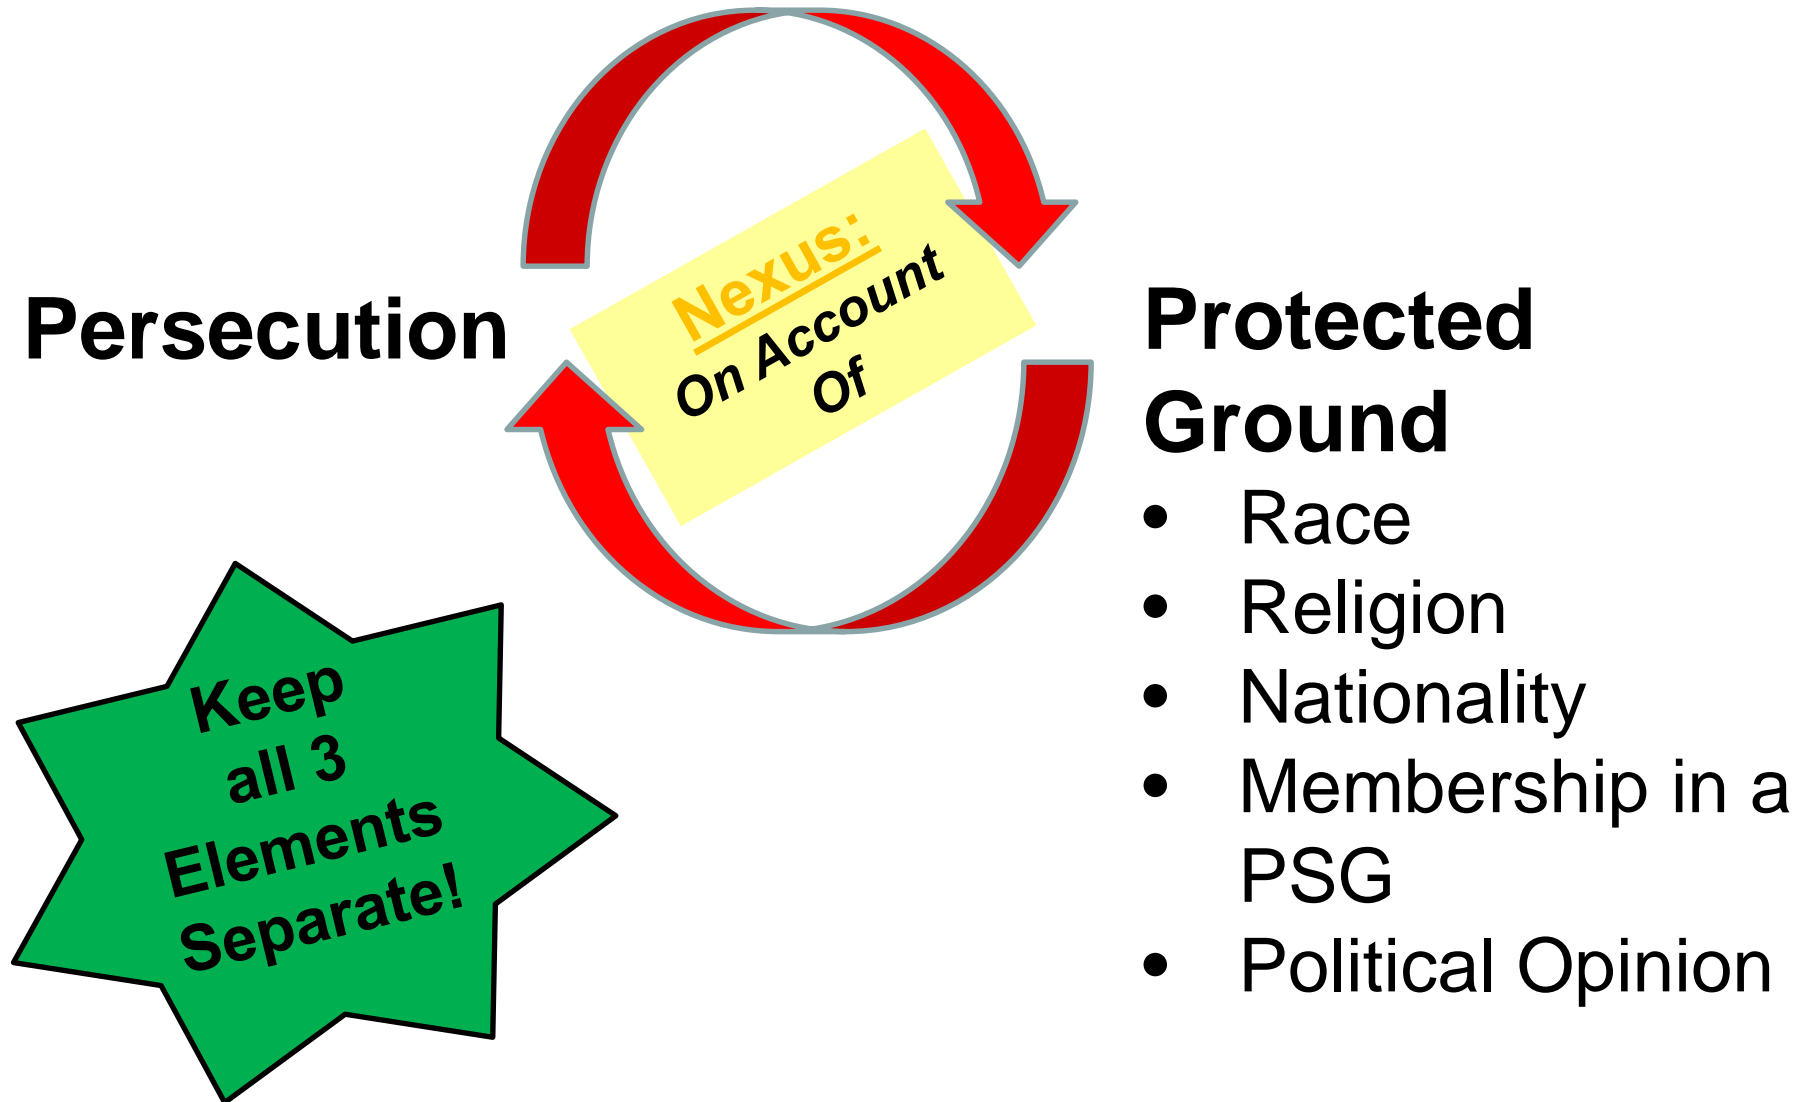 Persecution
Nexus:
On Account
Of
Protected
Ground
• Race
• Religion
• Nationality
• Membership in a
PSG
• Political Opinion
Keep
all 3
Elements
Separate!